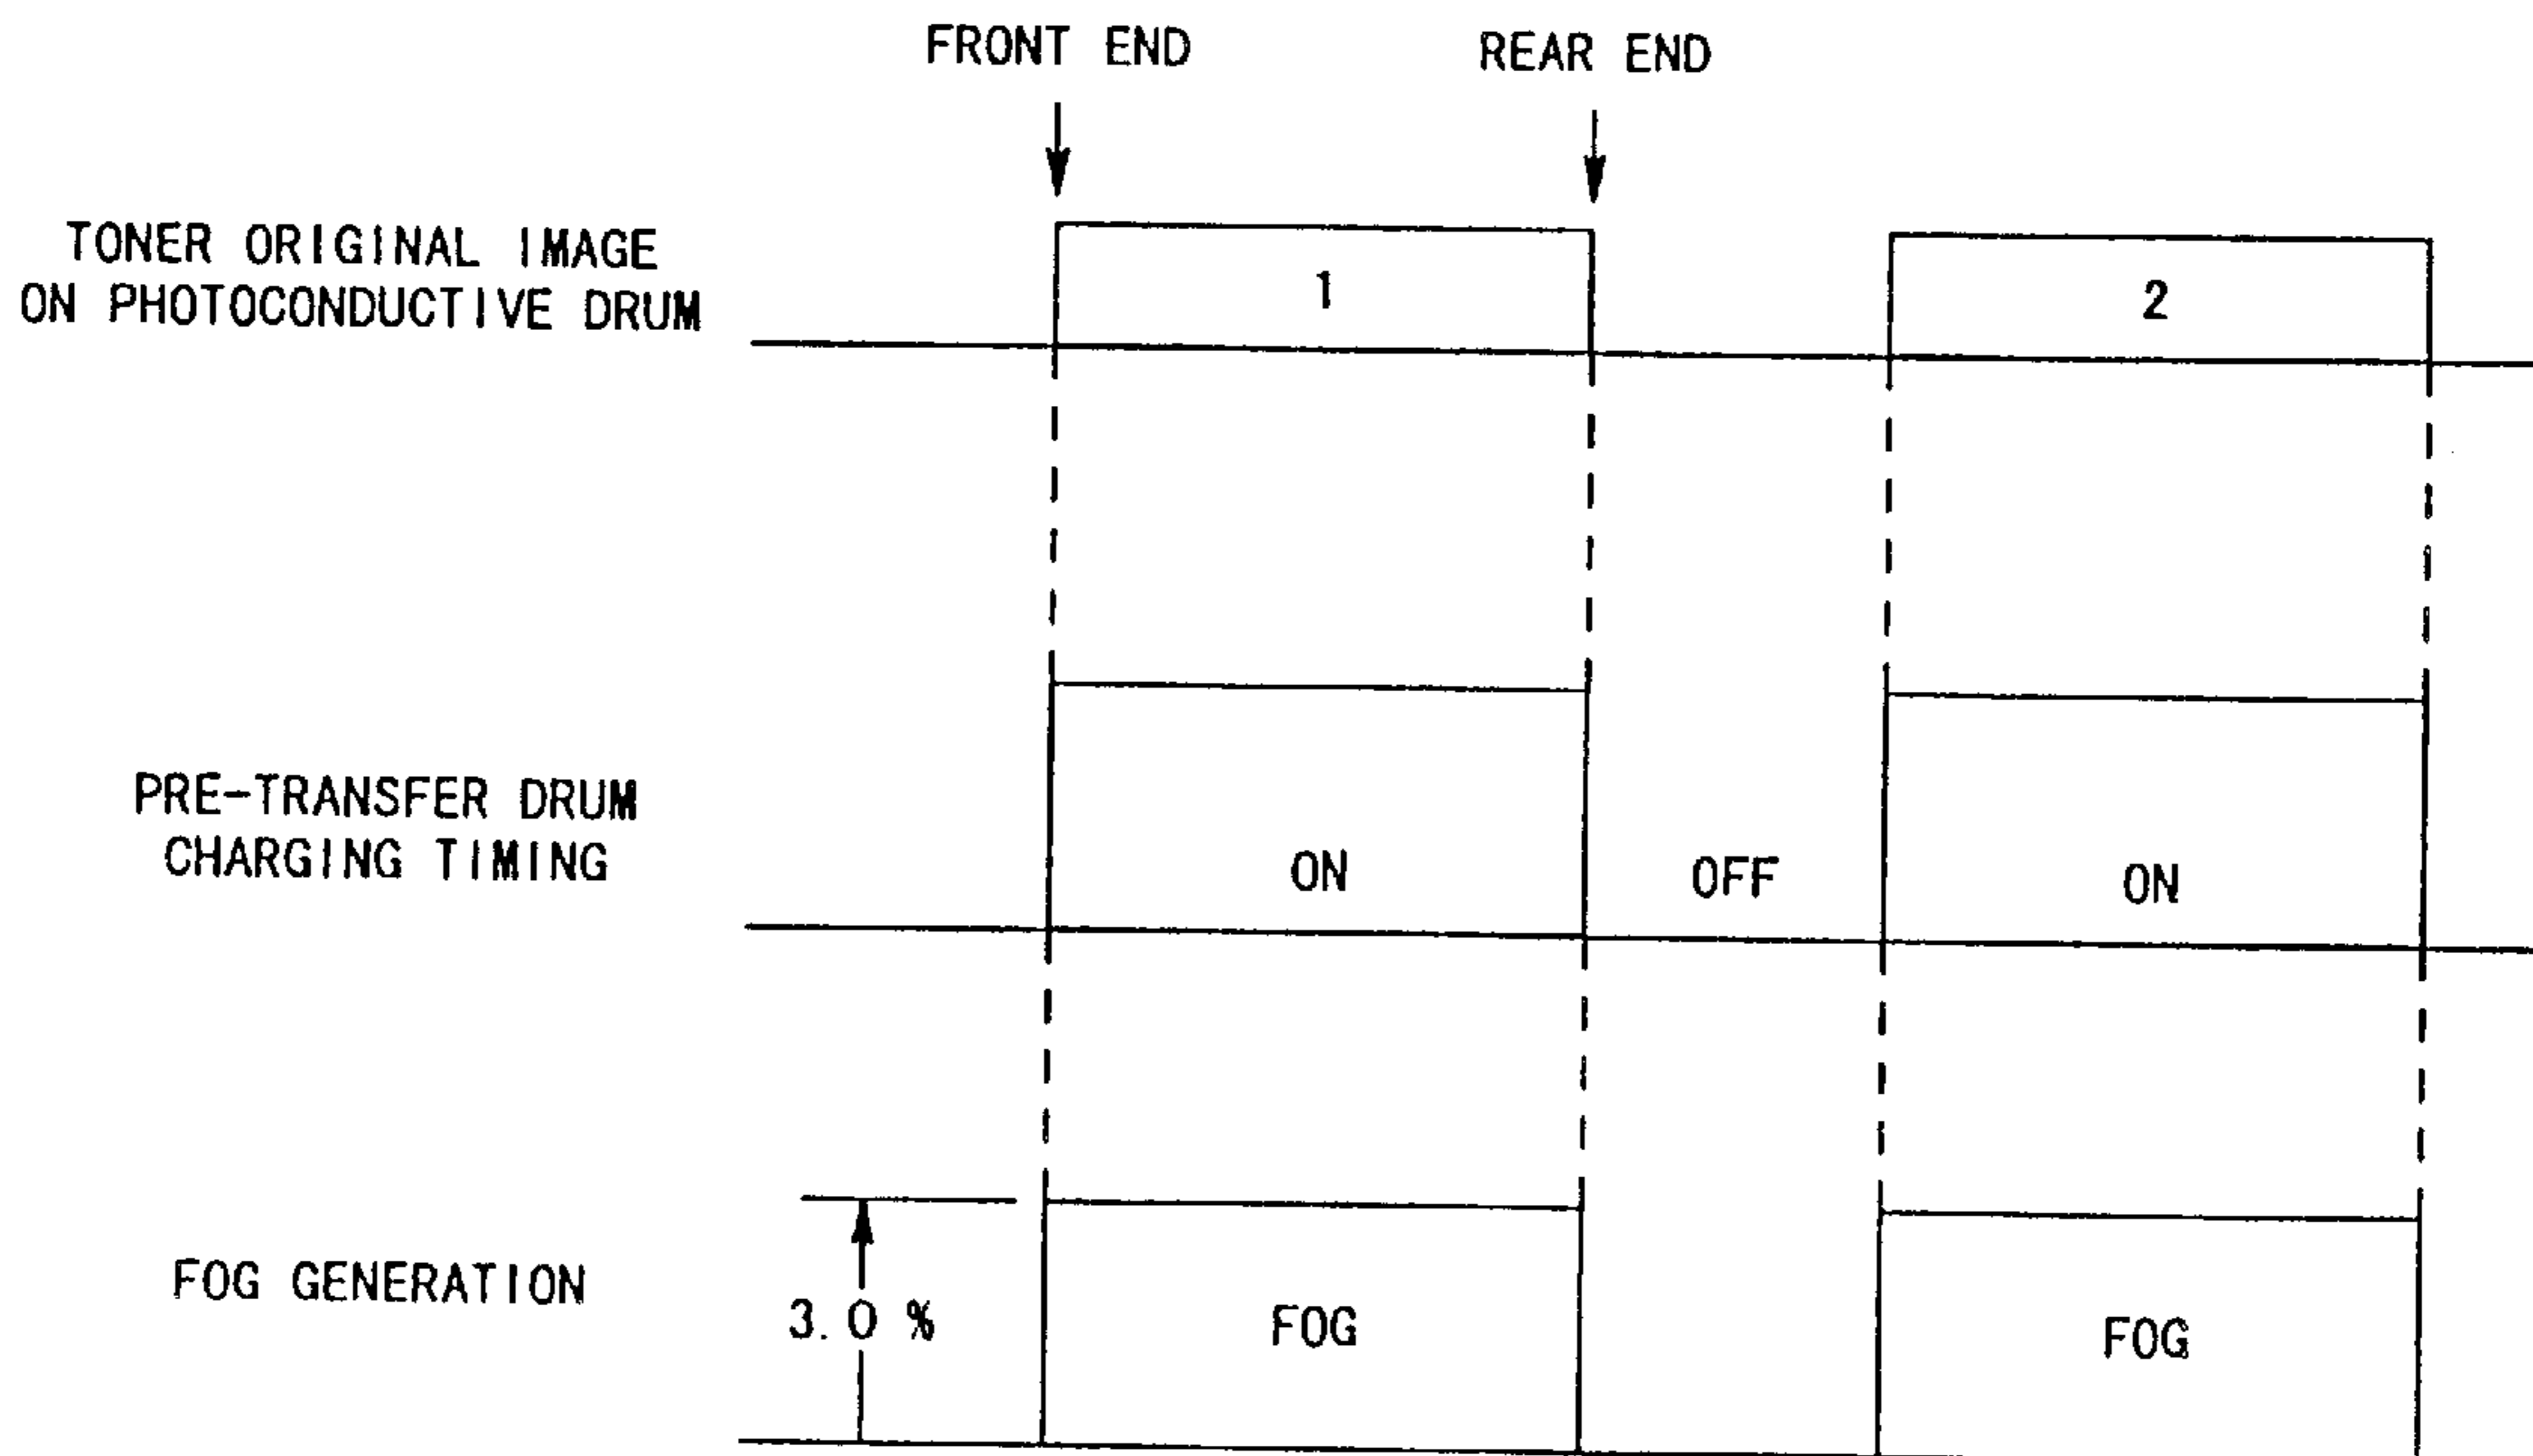 FRONT END
REAR END
TONER ORIGINAL IMAGE
ON PHOTOCONDUCTIVE DRUM
1
2
PRE-TRANSFER DRUM
CHARGING TIMING
ON
OFF
ON
FOG GENERATION
3.0 %
FOG
FOG